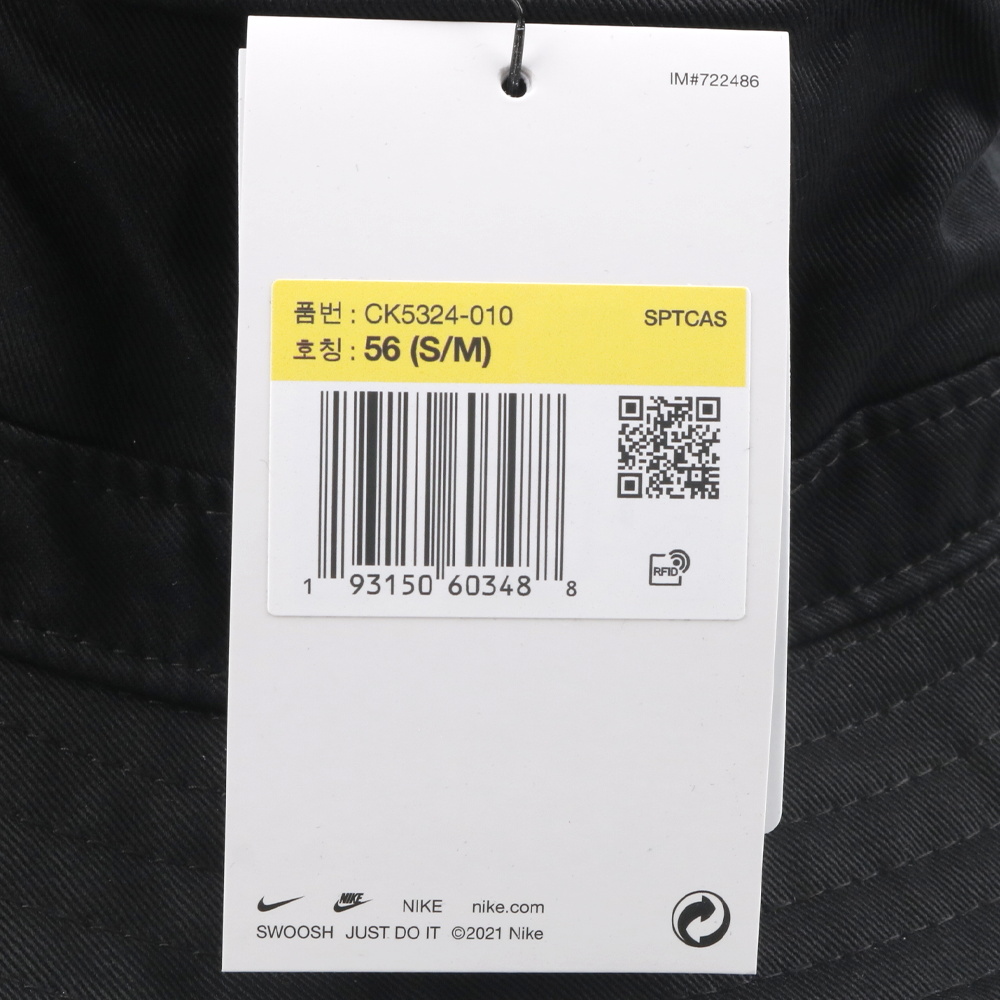 IM#722486
품번 : CK5324-010
SPTCAS
호칭 : 56 (S/M)
1 93150 60348 8
RFID
NIKE NIKE nike.com
SWOOSH JUST DO IT ©2021 Nike